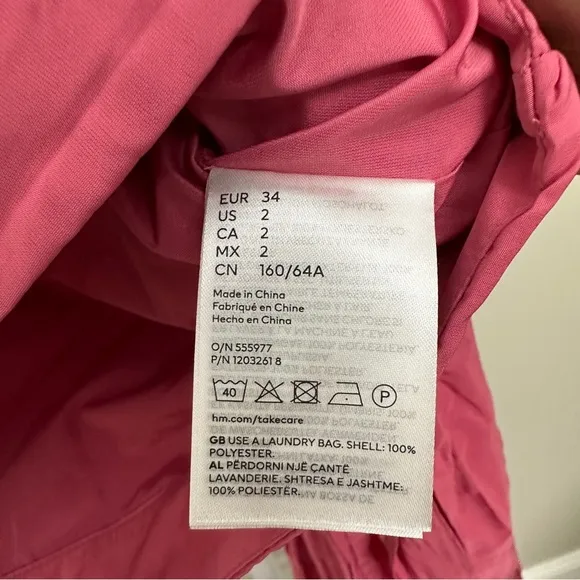 EUR 34
US 2
CA 2
MX 2
CN 160/64A
Made in China
Fabriqué en Chine
Hecho en China
O/N 555977
P/N 1203261 8
40
P
hm.com/takecare
GB USE A LAUNDRY BAG. SHELL: 100%
POLYESTER.
AL PËRDORNI NJË ÇANTË
LAVANDERIE. SHTRESA E JASHTME:
100% POLIESTËR.